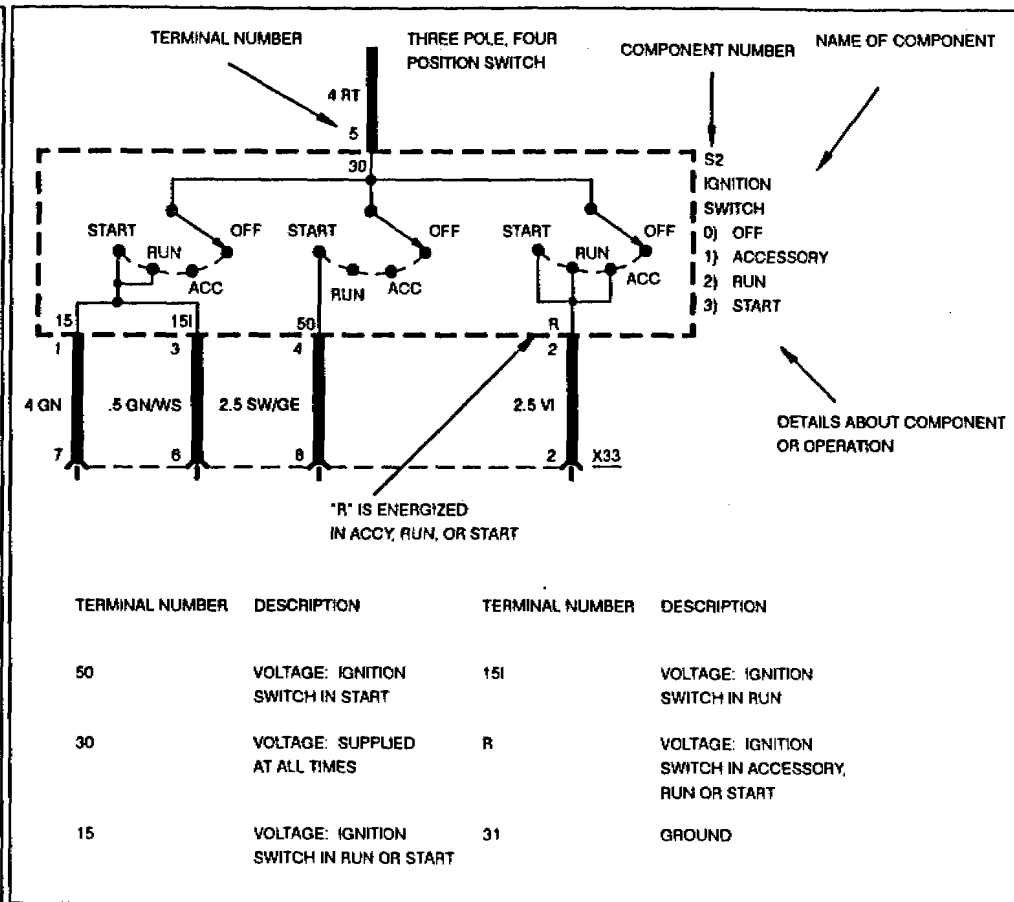 TERMINAL NUMBER
THREE POLE, FOUR
POSITION SWITCH
COMPONENT NUMBER
NAME OF COMPONENT
4 RT
5
30
S2
IGNITION
SWITCH
0) OFF
1) ACCESSORY
2) RUN
3) START
START
RUN
ACC
OFF
START
RUN
ACC
OFF
START
RUN
ACC
OFF
15
15I
50
R
1
3
4
2
4 GN
.5 GN/WS
2.5 SW/GE
2.5 VI
7
6
8
2
X33
DETAILS ABOUT COMPONENT
OR OPERATION
"R" IS ENERGIZED
IN ACCY, RUN, OR START
TERMINAL NUMBER DESCRIPTION TERMINAL NUMBER DESCRIPTION
50 VOLTAGE: IGNITION
SWITCH IN START
15I VOLTAGE: IGNITION
SWITCH IN RUN
30 VOLTAGE: SUPPLIED
AT ALL TIMES
R VOLTAGE: IGNITION
SWITCH IN ACCESSORY,
RUN OR START
15 VOLTAGE: IGNITION
SWITCH IN RUN OR START
31 GROUND